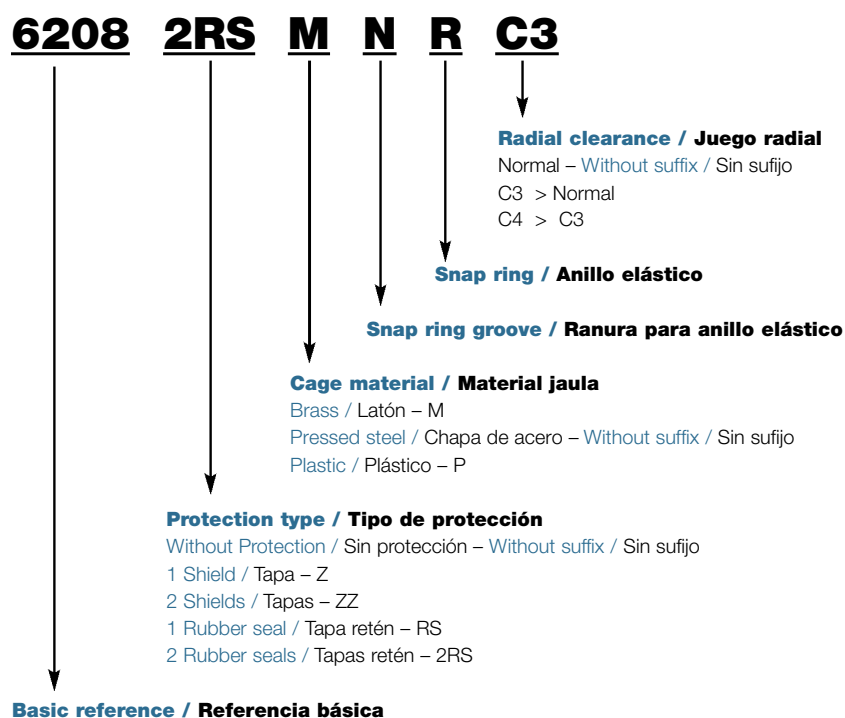 6208 2RS M N R C3
Radial clearance / Juego radial
Normal – Without suffix / Sin sufijo
C3 > Normal
C4 > C3
Snap ring / Anillo elástico
Snap ring groove / Ranura para anillo elástico
Cage material / Material jaula
Brass / Latón – M
Pressed steel / Chapa de acero – Without suffix / Sin sufijo
Plastic / Plástico – P
Protection type / Tipo de protección
Without Protection / Sin protección – Without suffix / Sin sufijo
1 Shield / Tapa – Z
2 Shields / Tapas – ZZ
1 Rubber seal / Tapa retén – RS
2 Rubber seals / Tapas retén – 2RS
Basic reference / Referencia básica